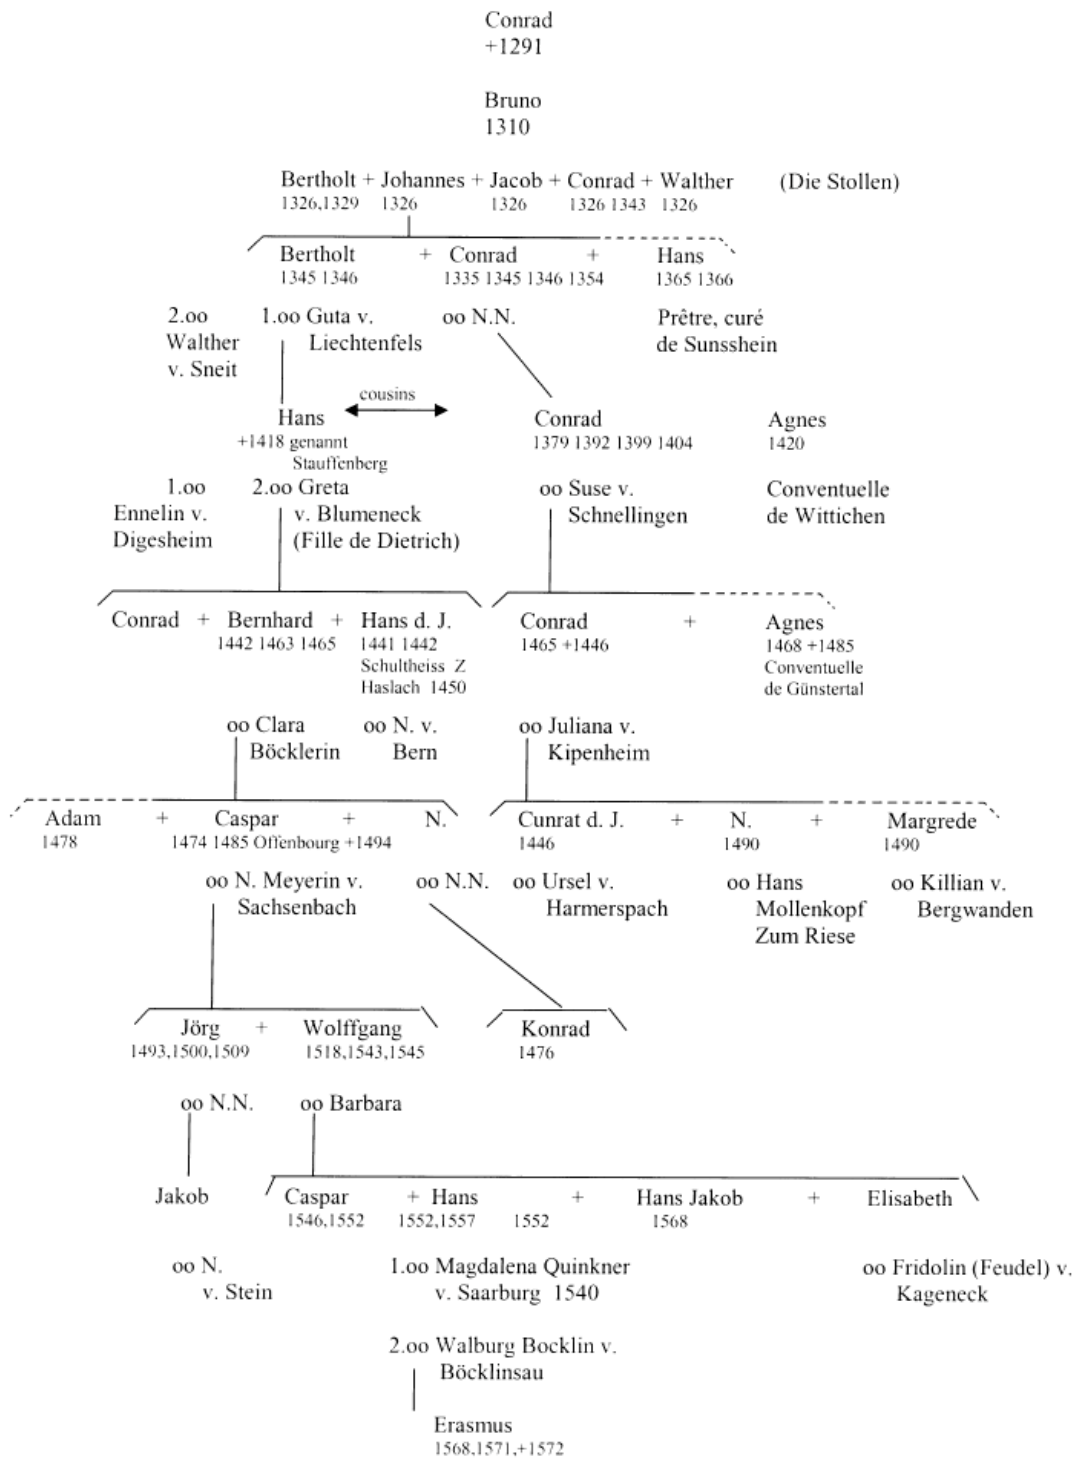 Conrad
+1291
Bruno
1310
Bertholt + Johannes + Jacob + Conrad + Walther (Die Stollen)
1326,1329 1326 1326 1326 1343 1326
Bertholt + Conrad + Hans
1345 1346 1335 1345 1346 1354 1365 1366
2.oo 1.oo Guta v. oo N.N. Prêtre, curé
Walther Liechtenfels de Sunsshein
v. Sneit
cousins
Hans Conrad Agnes
+1418 genannt 1379 1392 1399 1404 1420
Stauffenberg
1.oo 2.oo Greta oo Suse v. Conventuelle
Ennelin v. v. Blumeneck Schnellingen de Wittichen
Digesheim (Fille de Dietrich)
Conrad + Bernhard + Hans d. J. Conrad + Agnes
1442 1463 1465 1441 1442 1465 +1446 1468 +1485
Schultheiss Z Conventuelle
Haslach 1450 de Günstertal
oo Clara oo N. v. oo Juliana v.
Böcklerin Bern Kipenheim
Adam + Caspar + N. Cunrat d. J. + N. + Margrede
1478 1474 1485 Offenbourg +1494 1446 1490 1490
oo N. Meyerin v. oo N.N. oo Ursel v. oo Hans oo Killian v.
Sachsenbach Harmerspach Mollenkopf Bergwanden
Zum Riese
Jörg + Wolffgang Konrad
1493,1500,1509 1518,1543,1545 1476
oo N.N. oo Barbara
Jakob Caspar + Hans + Hans Jakob + Elisabeth
1546,1552 1552,1557 1552 1568
oo N. 1.oo Magdalena Quinkner oo Fridolin (Feudel) v.
v. Stein v. Saarburg 1540 Kageneck
2.oo Walburg Bocklin v.
Böcklinsau
Erasmus
1568,1571,+1572